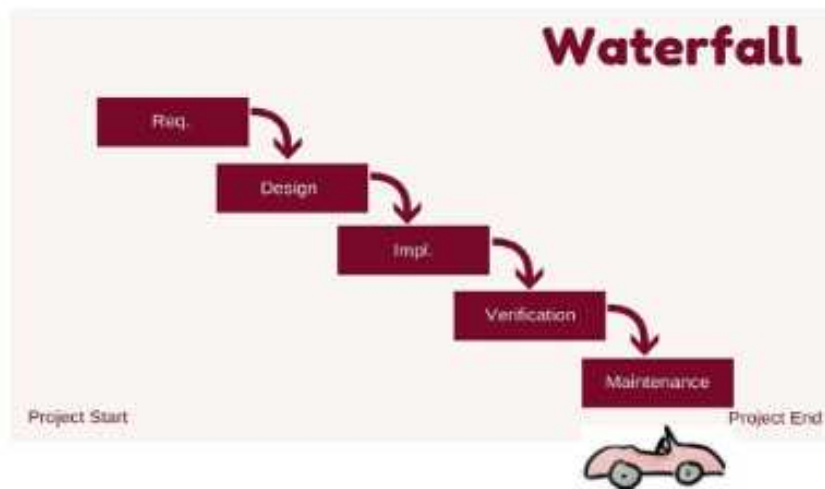 Waterfall
Req.
Design
Impl.
Verification
Maintenance
Project Start
Project End